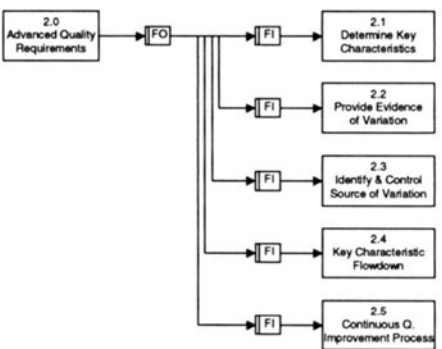 2.0
Advanced Quality
Requirements
FO
FI
2.1
Determine Key
Characteristics
FI
2.2
Provide Evidence
of Variation
FI
2.3
Identify & Control
Source of Variation
FI
2.4
Key Characteristic
Flowdown
FI
2.5
Continuous Q.
Improvement Process